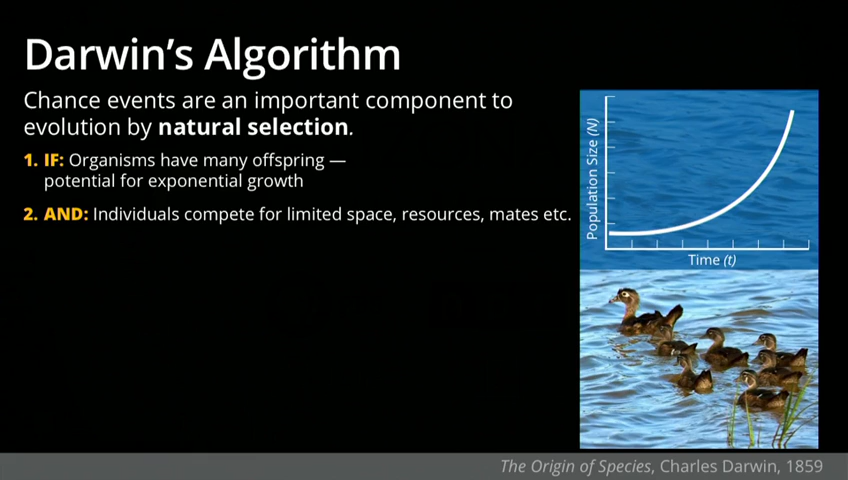 Darwin’s Algorithm
Chance events are an important component to
evolution by natural selection.
1. IF: Organisms have many offspring —
potential for exponential growth
2. AND: Individuals compete for limited space, resources, mates etc.
Population Size (N)
Time (t)
The Origin of Species, Charles Darwin, 1859